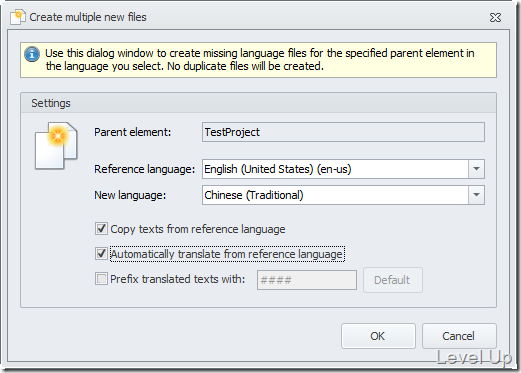 Create multiple new files
Use this dialog window to create missing language files for the specified parent element in
the language you select. No duplicate files will be created.
Settings
Parent element: TestProject
Reference language: English (United States) (en-us)
New language: Chinese (Traditional)
Copy texts from reference language
Automatically translate from reference language
Prefix translated texts with: #### Default
OK Cancel
Level Up